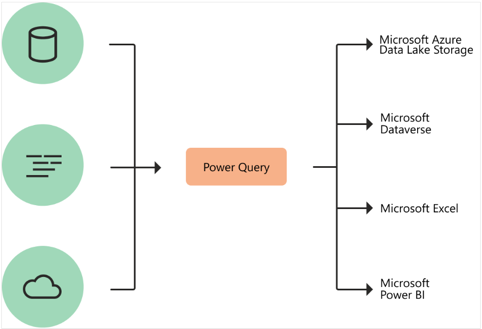 Microsoft Azure
Data Lake Storage
Microsoft
Dataverse
Power Query
Microsoft Excel
Microsoft
Power BI